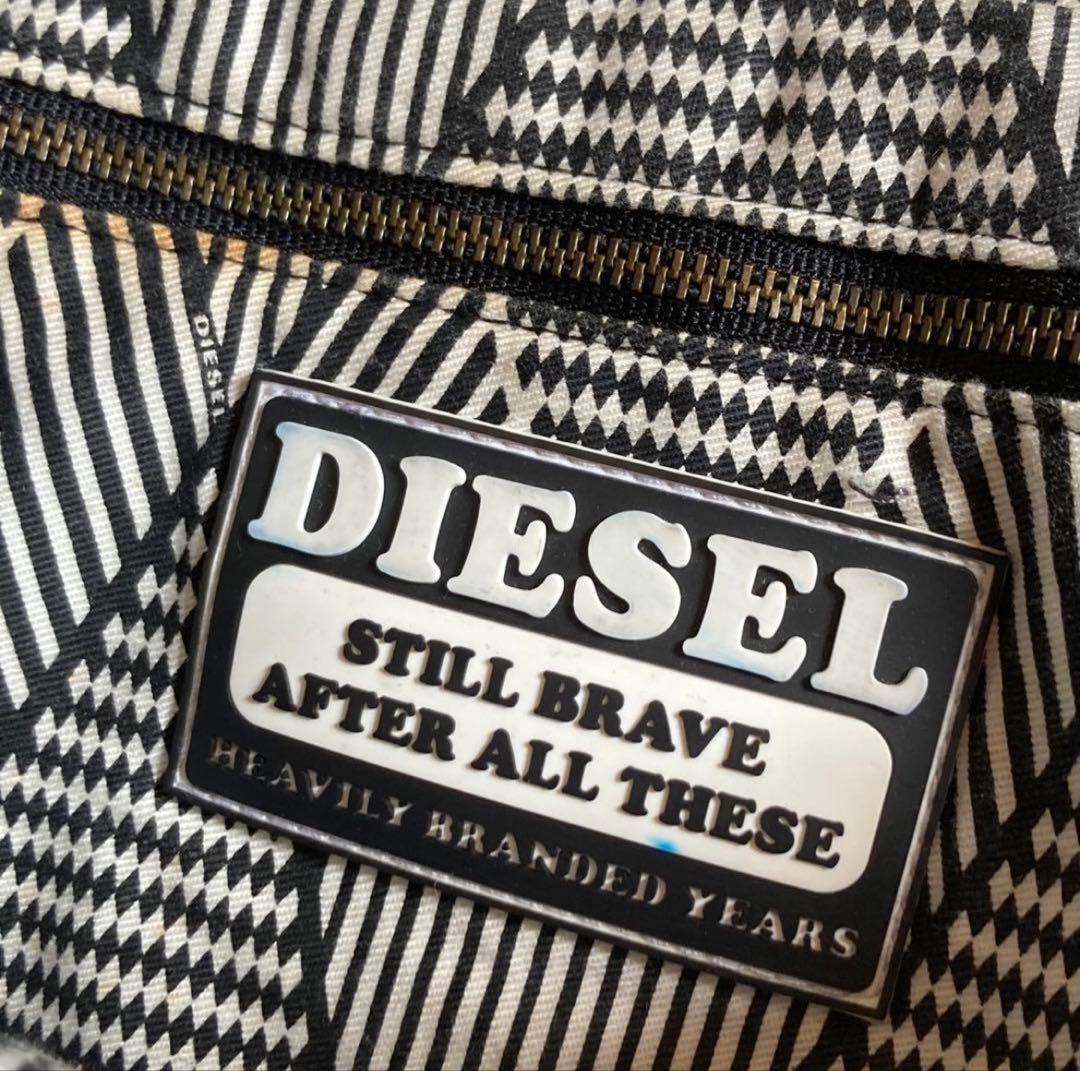 DIESEL
DIESEL
STILL BRAVE
AFTER ALL THESE
HEAVILY BRANDED YEARS